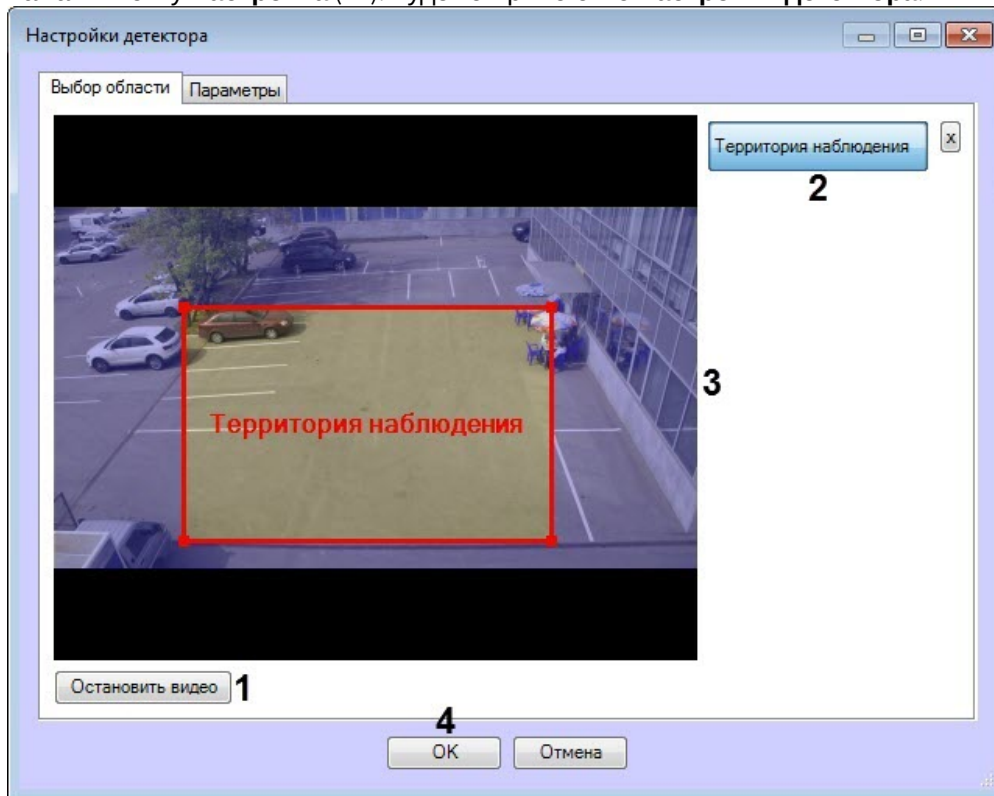 Настройки детектора
Выбор области Параметры
Территория наблюдения x
2
3
Территория наблюдения
Остановить видео 1
4
OK Отмена